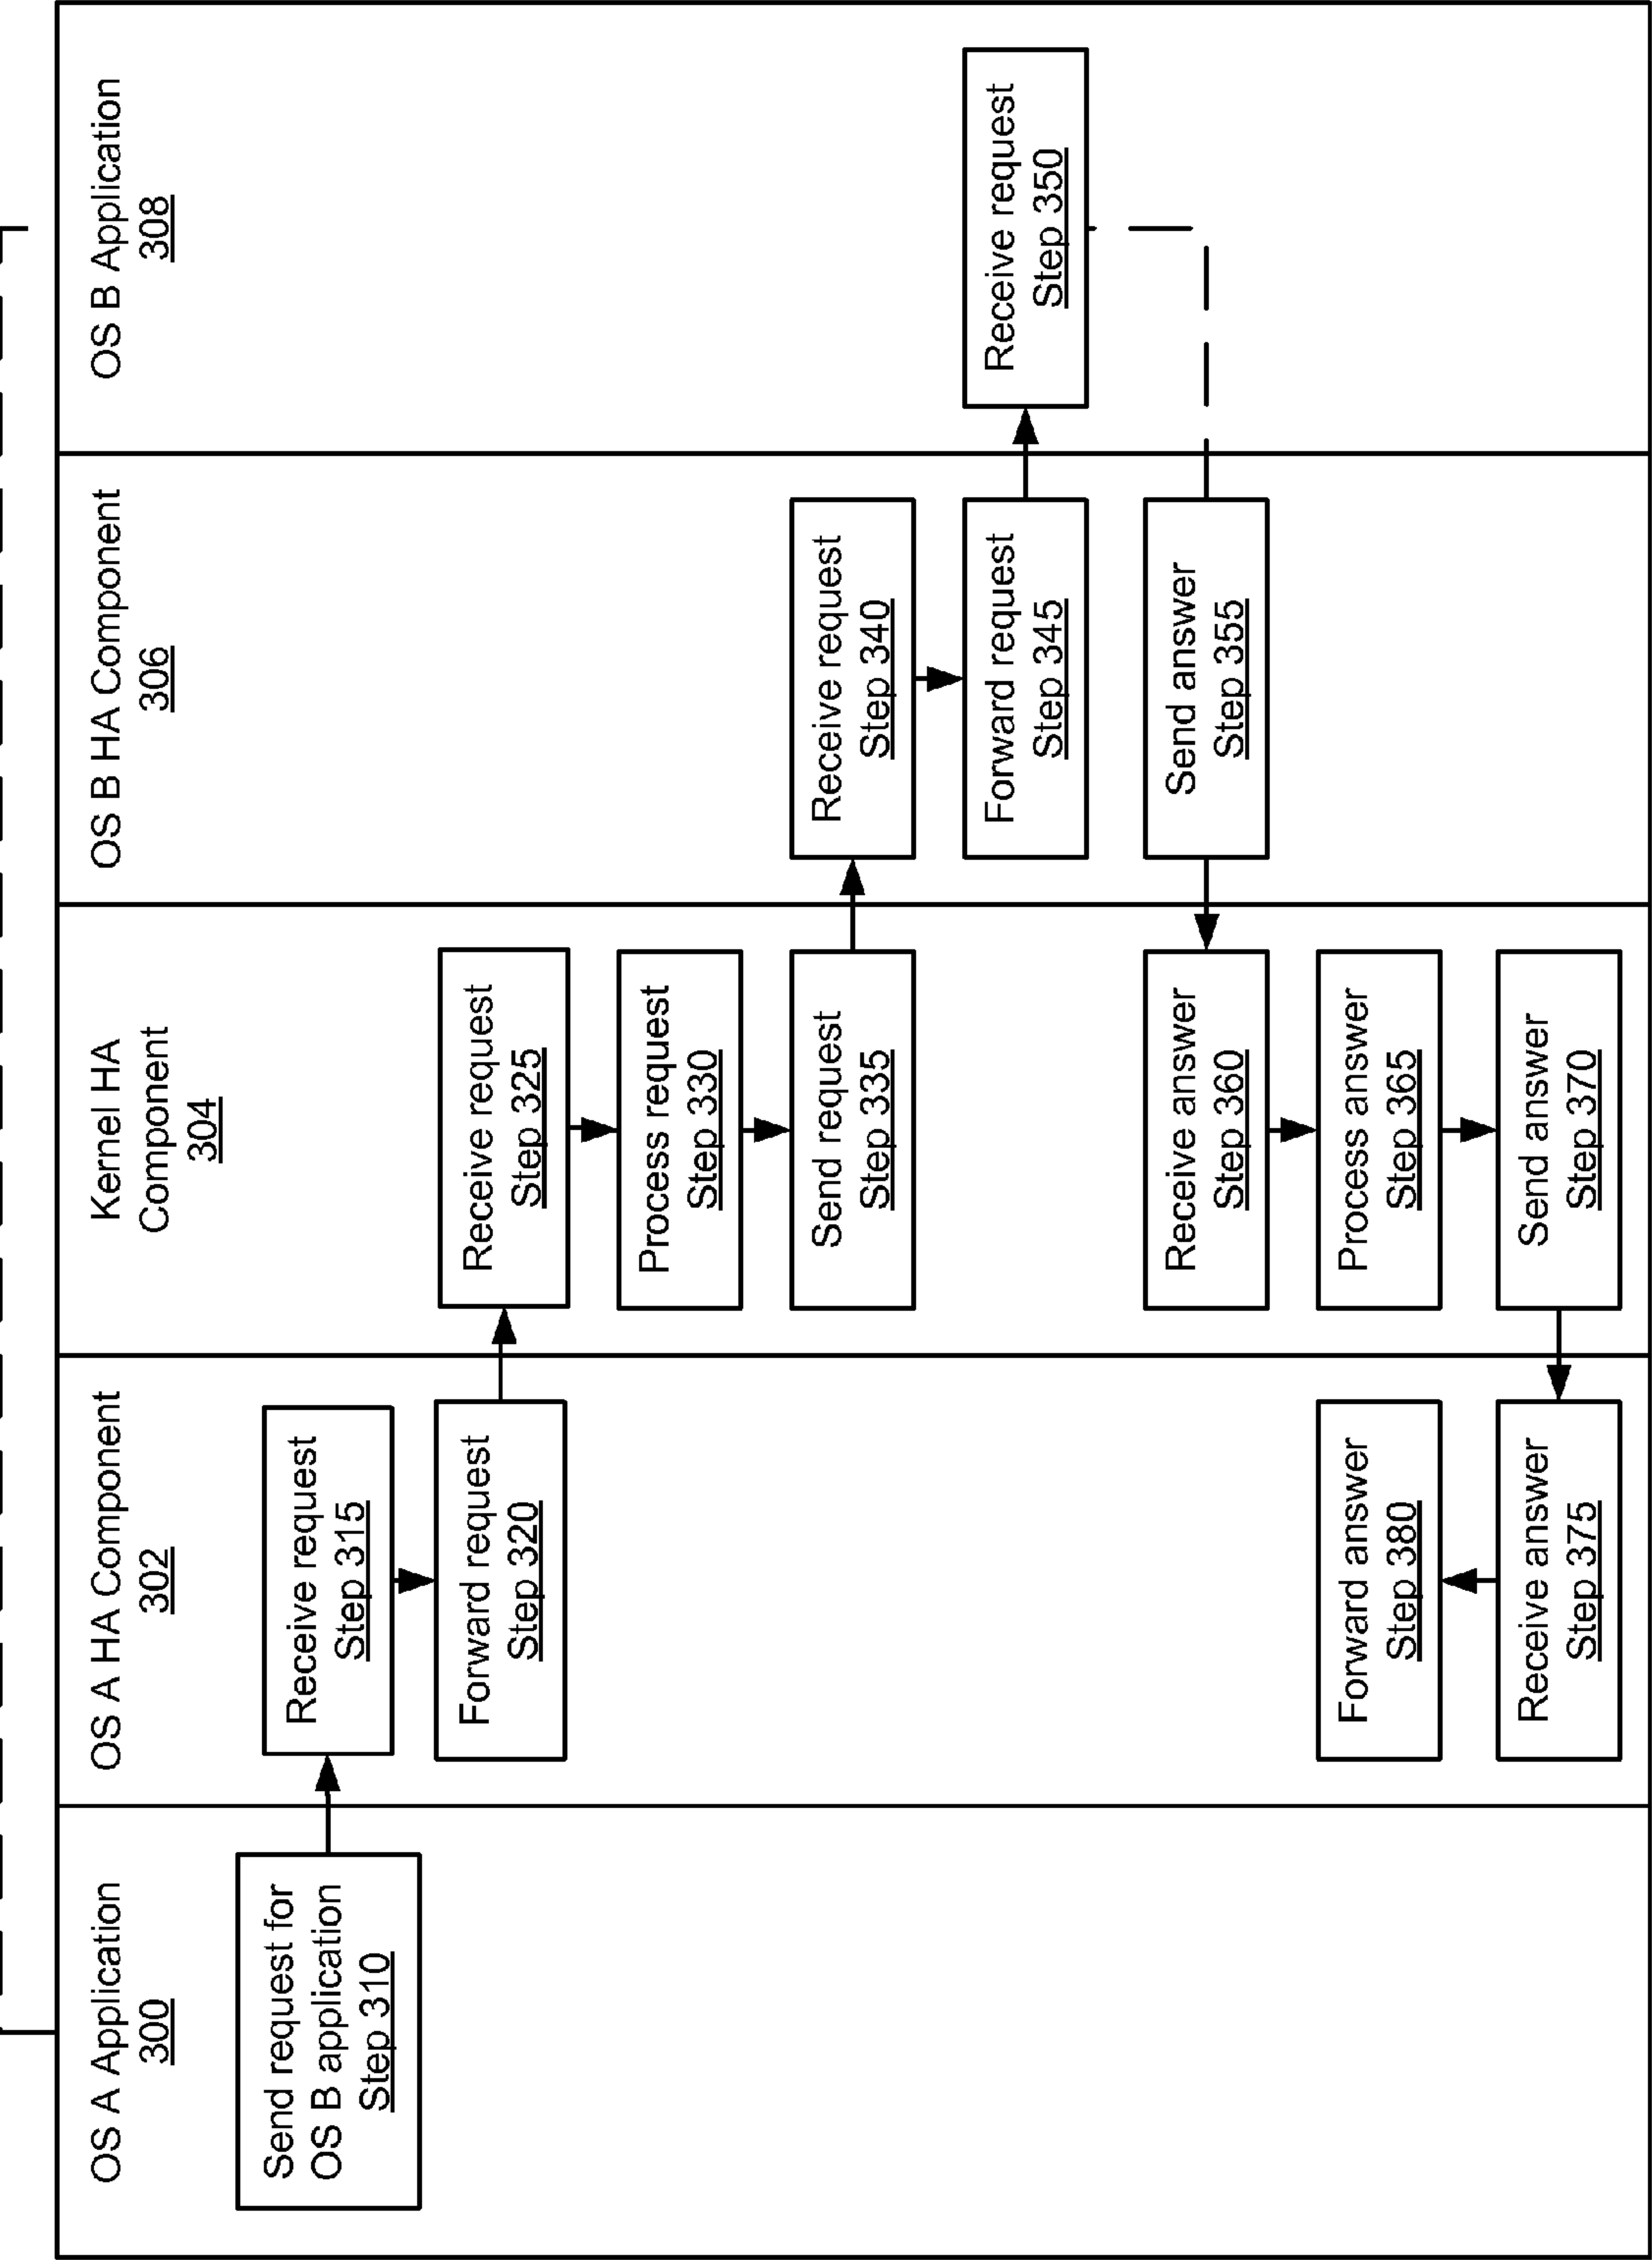 OS A Application
300
OS A HA Component
302
Kernel HA
Component
304
OS B HA Component
306
OS B Application
308
Send request for
OS B application
Step 310
Receive request
Step 315
Forward request
Step 320
Receive request
Step 325
Process request
Step 330
Send request
Step 335
Receive request
Step 340
Forward request
Step 345
Receive request
Step 350
Send answer
Step 355
Receive answer
Step 360
Process answer
Step 365
Send answer
Step 370
Receive answer
Step 375
Forward answer
Step 380